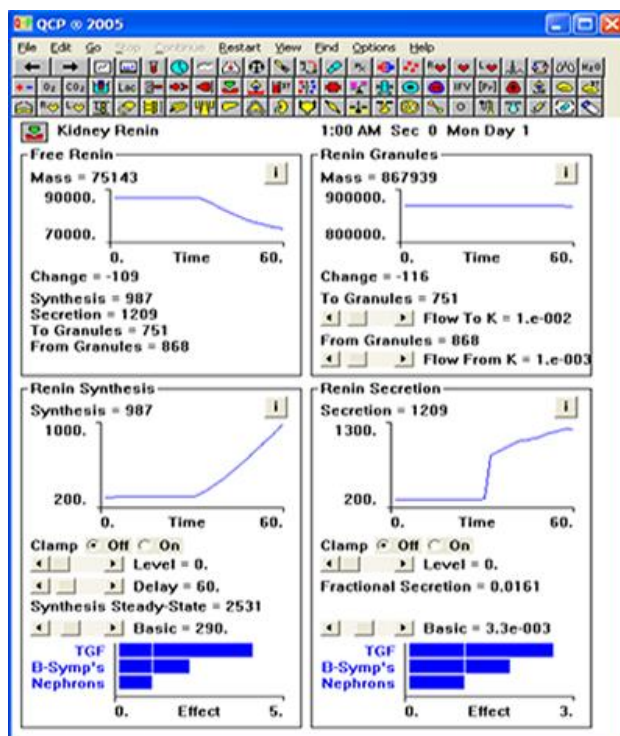 QCP ® 2005
File Edit Go Stop Continue Restart View Find Options Help
O2 CO2 Lac IFV [Pr] H2O
Kidney Renin 1:00 AM Sec 0 Mon Day 1
Free Renin
Mass = 75143
i
90000.
70000.
0. Time 60.
Change = -109
Synthesis = 987
Secretion = 1209
To Granules = 751
From Granules = 868
Renin Granules
Mass = 867939
i
900000.
800000.
0. Time 60.
Change = -116
To Granules = 751
Flow To K = 1.e-002
From Granules = 868
Flow From K = 1.e-003
Renin Synthesis
Synthesis = 987
i
1000.
200.
0. Time 60.
Clamp Off On
Level = 0.
Delay = 60.
Synthesis Steady-State = 2531
Basic = 290.
TGF
B-Symp's
Nephrons
0. Effect 5.
Renin Secretion
Secretion = 1209
i
1300.
200.
0. Time 60.
Clamp Off On
Level = 0.
Fractional Secretion = 0.0161
Basic = 3.3e-003
TGF
B-Symp's
Nephrons
0. Effect 3.